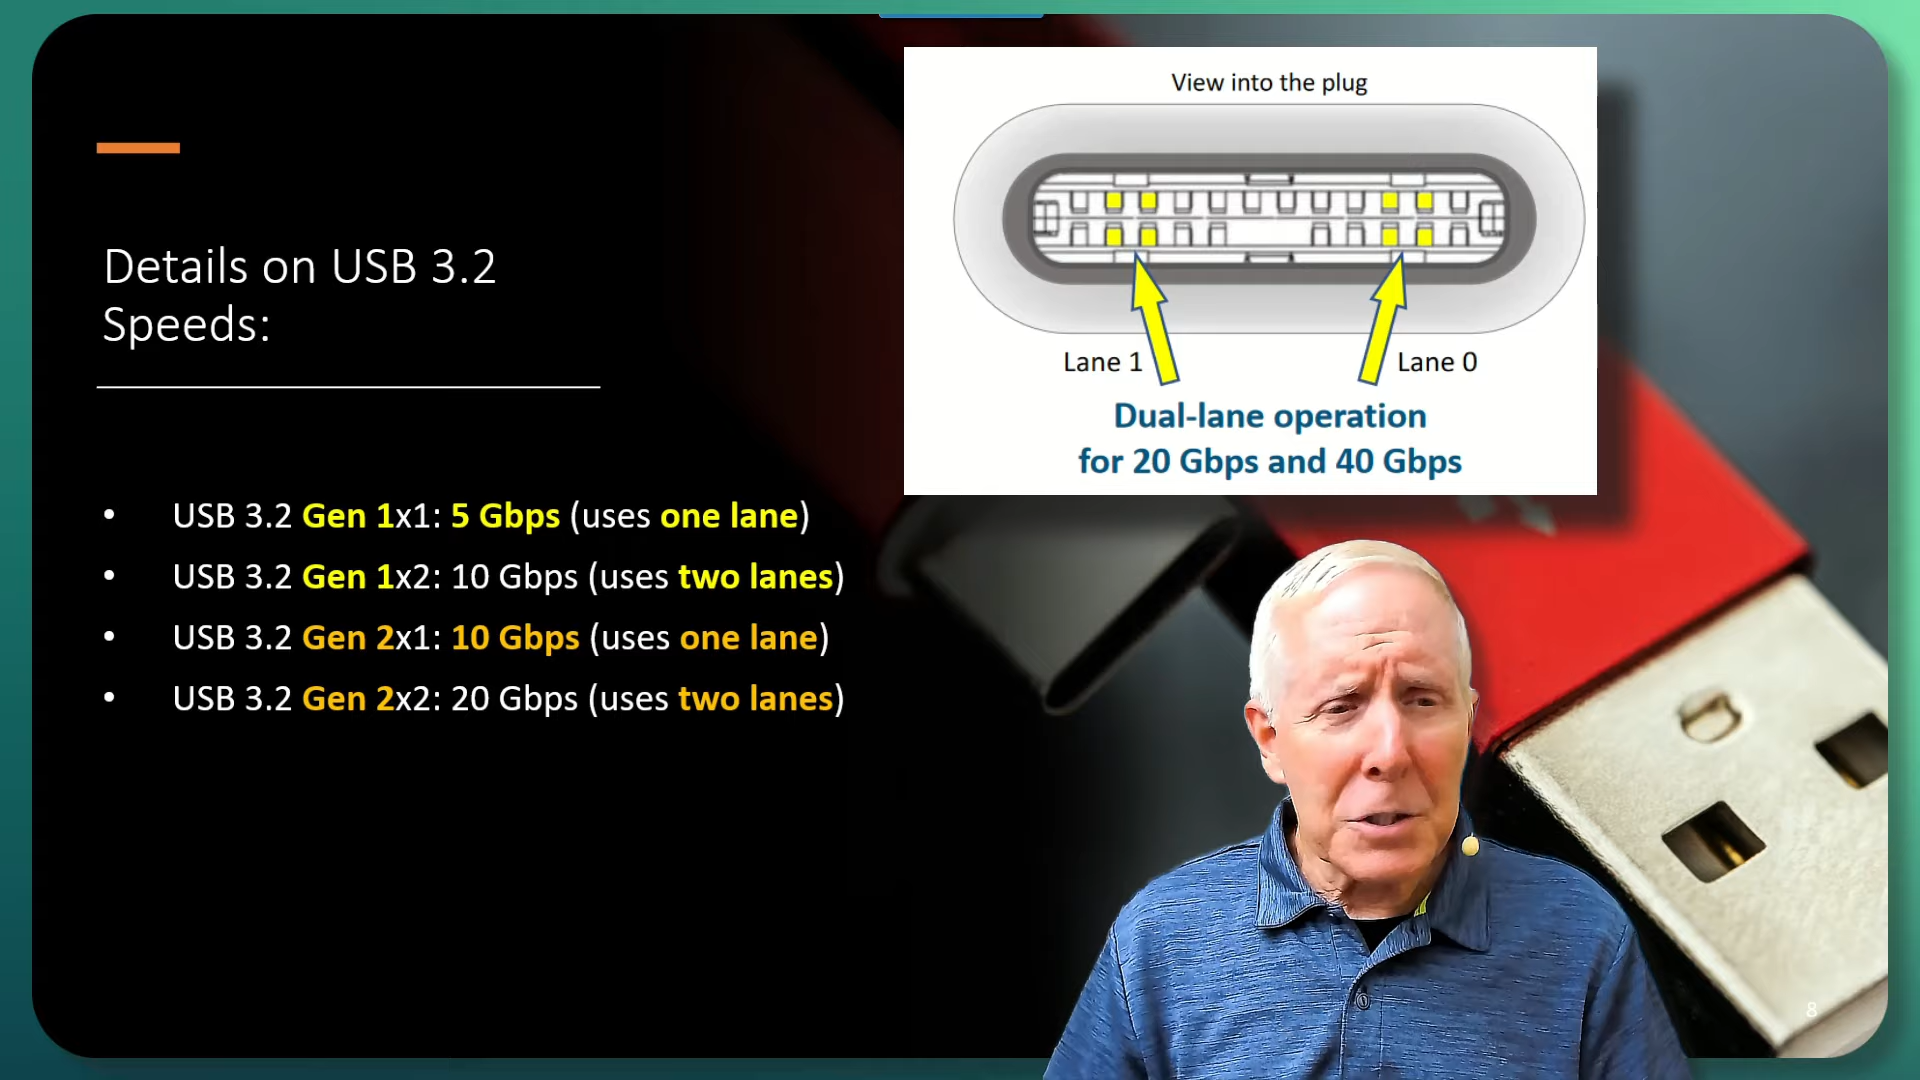 Details on USB 3.2
Speeds:
• USB 3.2 Gen 1x1: 5 Gbps (uses one lane)
• USB 3.2 Gen 1x2: 10 Gbps (uses two lanes)
• USB 3.2 Gen 2x1: 10 Gbps (uses one lane)
• USB 3.2 Gen 2x2: 20 Gbps (uses two lanes)
View into the plug
Lane 1
Lane 0
Dual-lane operation
for 20 Gbps and 40 Gbps
8